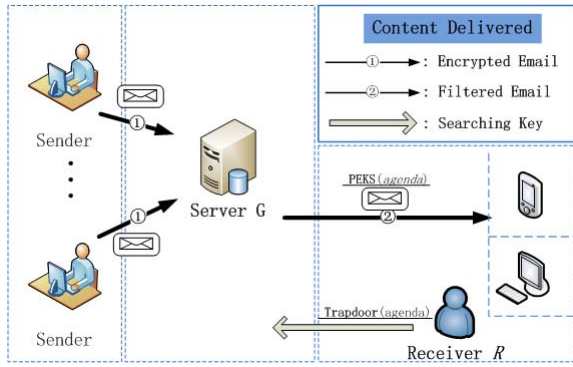 Content Delivered
① : Encrypted Email
② : Filtered Email
: Searching Key
①
Sender
Server G
①
Sender
PEKS(agenda)
②
Trapdoor(agenda)
Receiver R